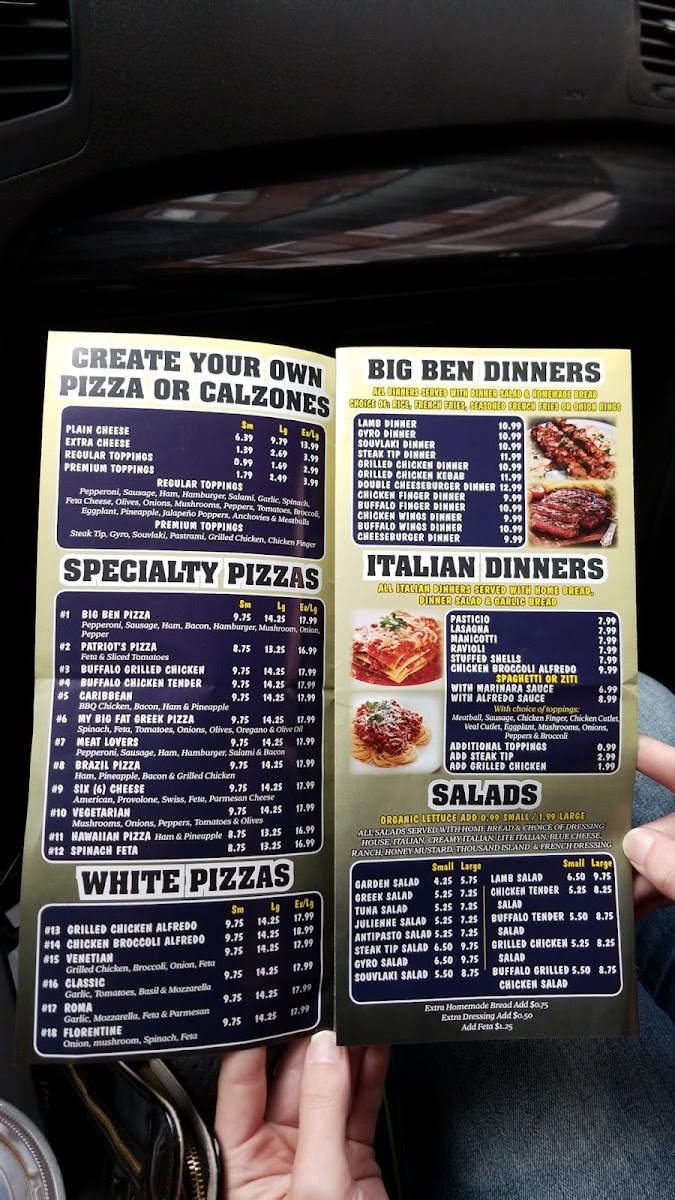 CREATE YOUR OWN
PIZZA OR CALZONES
Sm Lg Ex/Lg
PLAIN CHEESE 6.39 9.79 13.99
EXTRA CHEESE 1.39 2.69 3.99
REGULAR TOPPINGS 0.99 1.69 2.99
PREMIUM TOPPINGS 1.79 2.49 3.99
REGULAR TOPPINGS
Pepperoni, Sausage, Ham, Hamburger, Salami, Garlic, Spinach,
Feta Cheese, Olives, Onions, Mushrooms, Peppers, Tomatoes, Broccoli,
Eggplant, Pineapple, Jalapeño Poppers, Anchovies & Meatballs
PREMIUM TOPPINGS
Steak Tip, Gyro, Souvlaki, Pastrami, Grilled Chicken, Chicken Finger
SPECIALTY PIZZAS
Sm Lg Ex/Lg
#1 BIG BEN PIZZA 9.75 14.25 17.99
Pepperoni, Sausage, Ham, Bacon, Hamburger, Mushroom, Onion,
Pepper
#2 PATRIOT'S PIZZA 8.75 13.25 16.99
Feta & Sliced Tomatoes
#3 BUFFALO GRILLED CHICKEN 9.75 14.25 17.99
#4 BUFFALO CHICKEN TENDER 9.75 14.25 17.99
#5 CARIBBEAN 9.75 14.25 17.99
BBQ Chicken, Bacon, Ham & Pineapple
#6 MY BIG FAT GREEK PIZZA 9.75 14.25 17.99
Spinach, Feta, Tomatoes, Onions, Olives, Oregano & Olive Oil
#7 MEAT LOVERS 9.75 14.25 17.99
Pepperoni, Sausage, Ham, Hamburger, Salami & Bacon
#8 BRAZIL PIZZA 9.75 14.25 17.99
Ham, Pineapple, Bacon & Grilled Chicken
#9 SIX (6) CHEESE 9.75 14.25 17.99
American, Provolone, Swiss, Feta, Parmesan Cheese
#10 VEGETARIAN 9.75 14.25 17.99
Mushrooms, Onions, Peppers, Tomatoes & Olives
#11 HAWAIIAN PIZZA Ham & Pineapple 8.75 13.25 16.99
#12 SPINACH FETA 8.75 13.25 16.99
WHITE PIZZAS
Sm Lg Ex/Lg
#13 GRILLED CHICKEN ALFREDO 9.75 14.25 17.99
#14 CHICKEN BROCCOLI ALFREDO 9.75 14.25 18.99
#15 VENETIAN 9.75 14.25 17.99
Grilled Chicken, Broccoli, Onion, Feta
#16 CLASSIC 9.75 14.25 17.99
Garlic, Tomatoes, Basil & Mozzarella
#17 ROMA 9.75 14.25 17.99
Garlic, Mozzarella, Feta & Parmesan
#18 FLORENTINE 9.75 14.25 17.99
Onion, mushroom, Spinach, Feta
BIG BEN DINNERS
ALL DINNERS SERVED WITH DINNER SALAD & HOMEMADE BREAD
CHOICE OF: RICE, FRENCH FRIES, SEASONED FRENCH FRIES OR ONION RINGS
LAMB DINNER 10.99
GYRO DINNER 10.99
SOUVLAKI DINNER 10.99
STEAK TIP DINNER 11.99
GRILLED CHICKEN DINNER 10.99
GRILLED CHICKEN KEBAB 11.99
DOUBLE CHEESEBURGER DINNER 12.99
CHICKEN FINGER DINNER 9.99
BUFFALO FINGER DINNER 10.99
CHICKEN WINGS DINNER 9.99
BUFFALO WINGS DINNER 10.99
CHEESEBURGER DINNER 9.99
ITALIAN DINNERS
ALL ITALIAN DINNERS SERVED WITH HOME BREAD,
DINNER SALAD & GARLIC BREAD
PASTICIO 7.99
LASAGNA 7.99
MANICOTTI 7.99
RAVIOLI 7.99
STUFFED SHELLS 7.99
CHICKEN BROCCOLI ALFREDO 9.99
SPAGHETTI OR ZITI
WITH MARINARA SAUCE 6.99
WITH ALFREDO SAUCE 8.99
With choice of toppings:
Meatball, Sausage, Chicken Finger, Chicken Cutlet,
Veal Cutlet, Eggplant, Mushrooms, Onions,
Peppers & Broccoli
ADDITIONAL TOPPINGS 0.99
ADD STEAK TIP 2.99
ADD GRILLED CHICKEN 1.99
SALADS
ORGANIC LETTUCE ADD 0.99 SMALL / 1.99 LARGE
ALL SALADS SERVED WITH HOME BREAD & CHOICE OF DRESSING:
HOUSE, ITALIAN, CREAMY ITALIAN, LITE ITALIAN, BLUE CHEESE,
RANCH, HONEY MUSTARD, THOUSAND ISLAND & FRENCH DRESSING
Small Large
GARDEN SALAD 4.25 5.75
GREEK SALAD 5.25 7.25
TUNA SALAD 5.25 7.25
JULIENNE SALAD 5.25 7.25
ANTIPASTO SALAD 5.25 7.25
STEAK TIP SALAD 6.50 9.75
GYRO SALAD 6.50 9.75
SOUVLAKI SALAD 5.50 8.75
Small Large
LAMB SALAD 6.50 9.75
CHICKEN TENDER 5.25 8.25
SALAD
BUFFALO TENDER 5.50 8.75
SALAD
GRILLED CHICKEN 5.25 8.25
SALAD
BUFFALO GRILLED 5.50 8.75
CHICKEN SALAD
Extra Homemade Bread Add $0.75
Extra Dressing Add $0.50
Add Feta $1.25